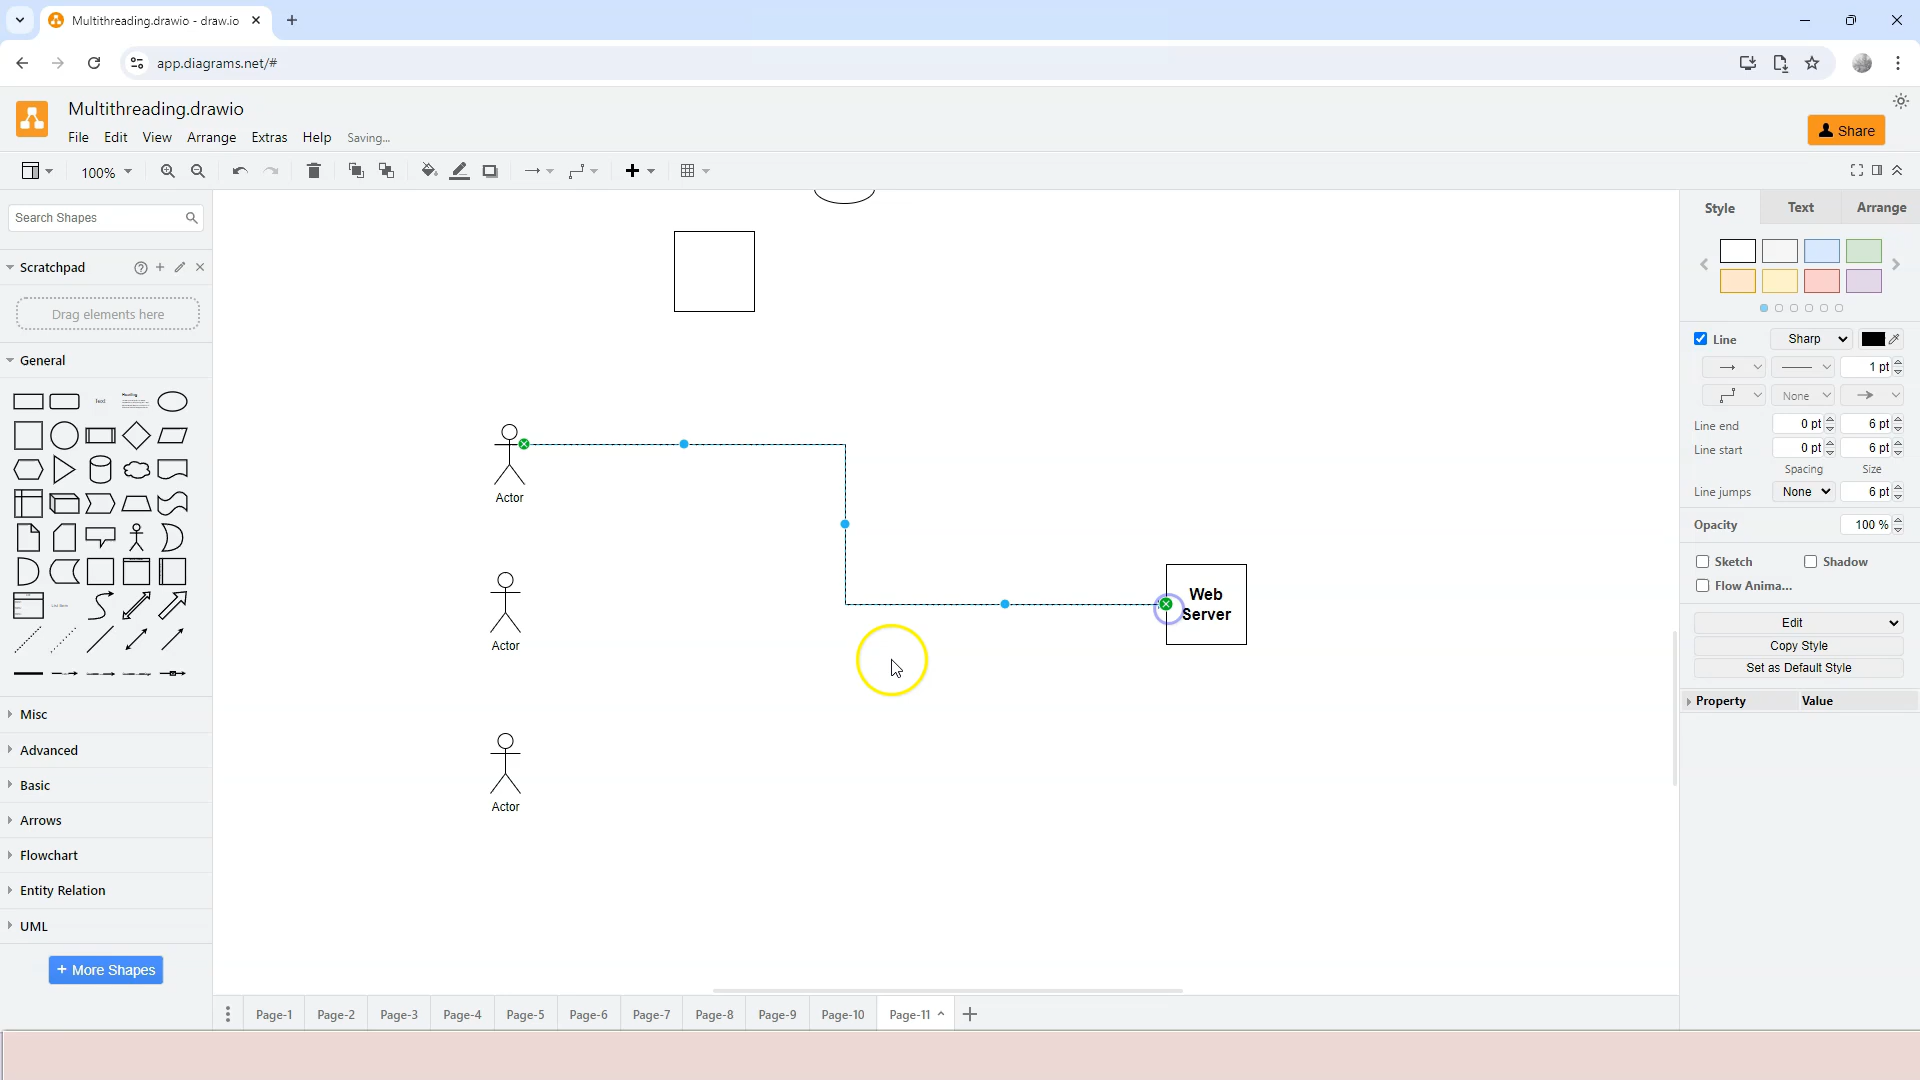 Multithreading.drawio - draw.io
app.diagrams.net/#
Multithreading.drawio
File Edit View Arrange Extras Help Saving...
Share
100%
Search Shapes
Scratchpad
Drag elements here
General
Text
Heading
Misc
Advanced
Basic
Arrows
Flowchart
Entity Relation
UML
+ More Shapes
Actor
Actor
Actor
Web
Server
Page-1 Page-2 Page-3 Page-4 Page-5 Page-6 Page-7 Page-8 Page-9 Page-10 Page-11
Style Text Arrange
Line Sharp
1 pt
None
Line end 0 pt 6 pt
Line start 0 pt 6 pt
Spacing Size
Line jumps None 6 pt
Opacity 100 %
Sketch Shadow
Flow Anima...
Edit
Copy Style
Set as Default Style
Property Value